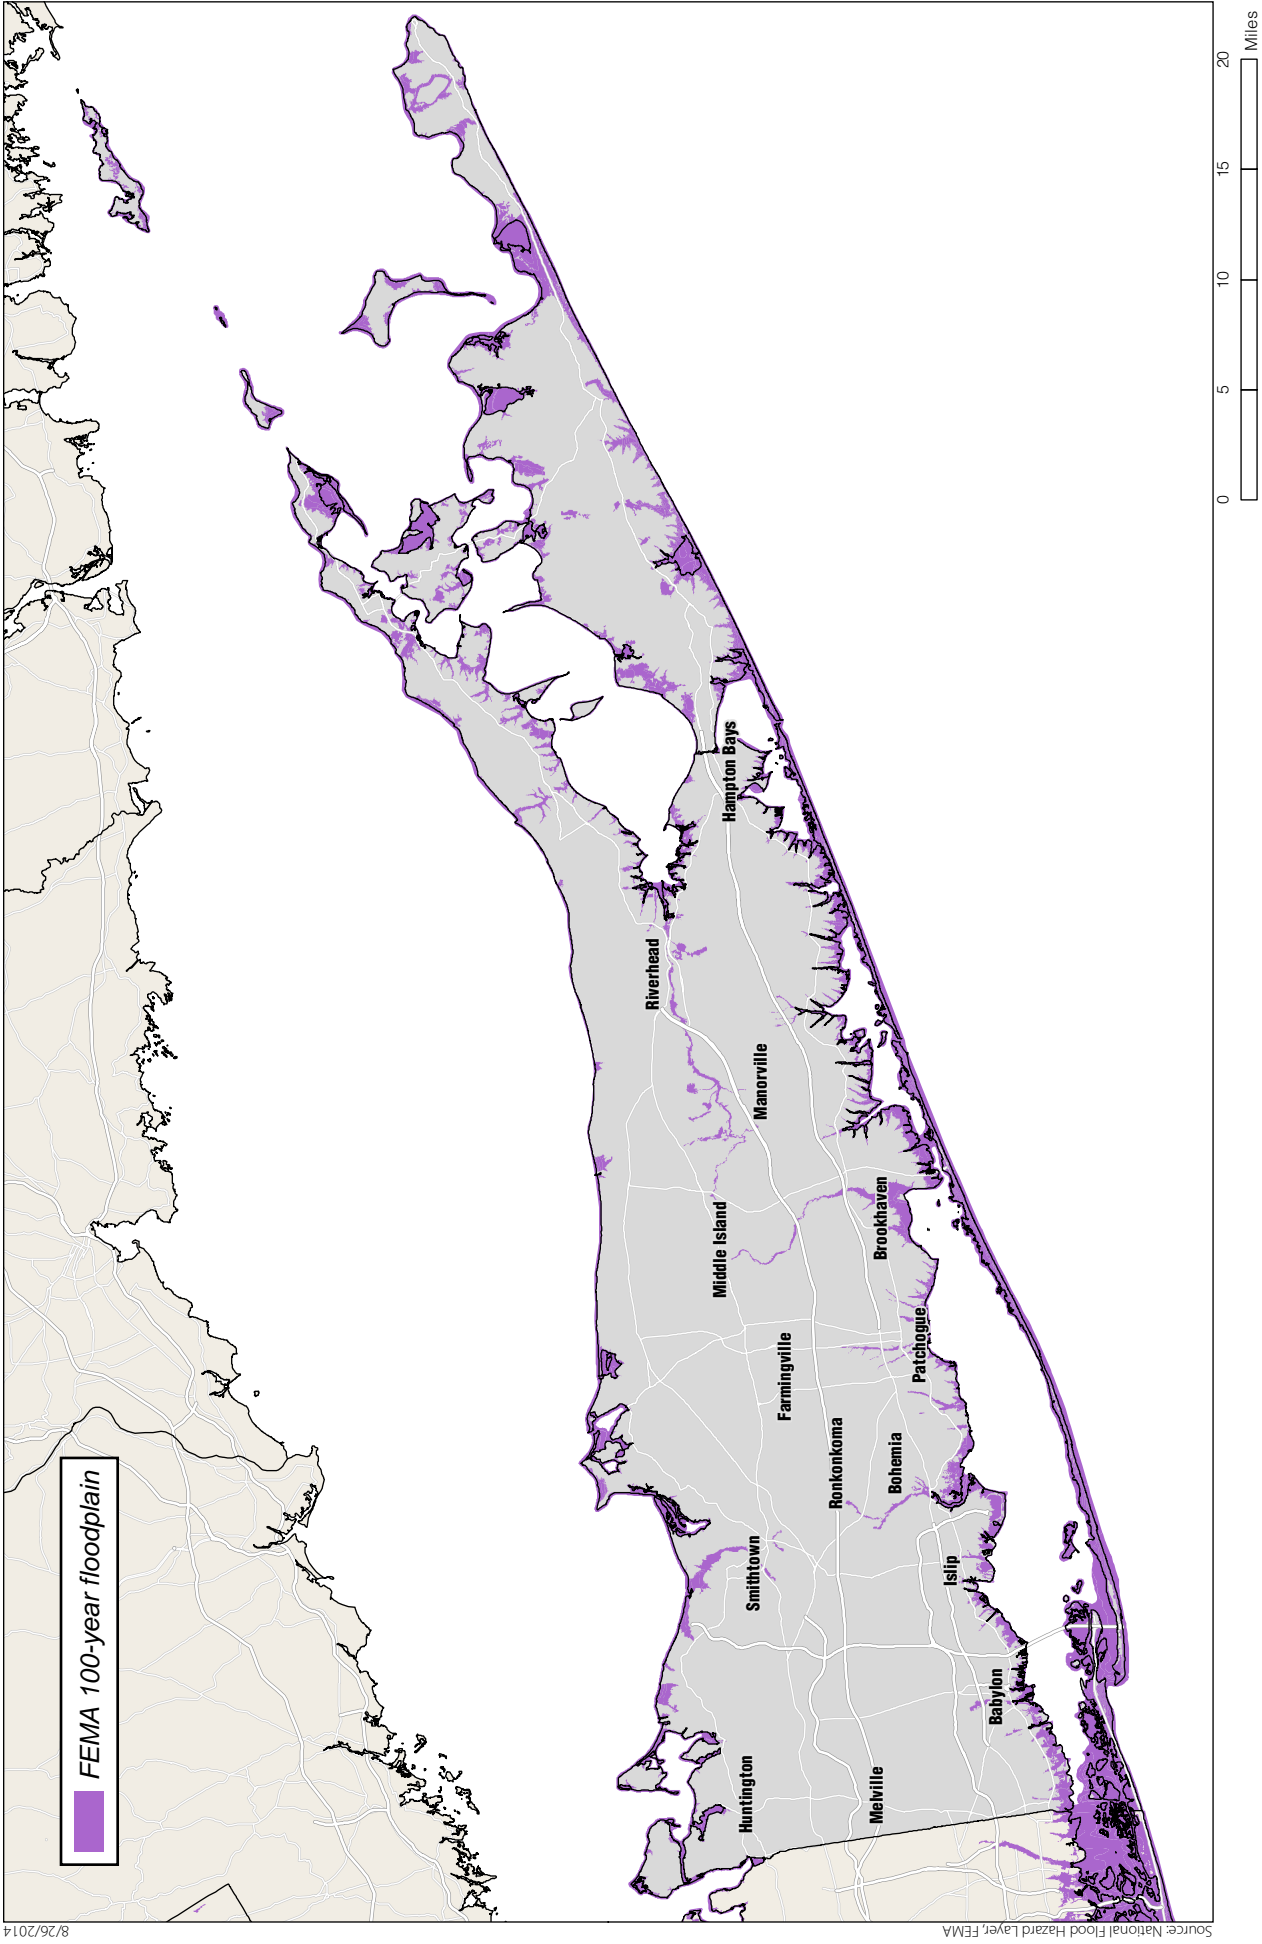 FEMA 100-year floodplain
Hampton Bays
Riverhead
Manorville
Middle Island
Brookhaven
Patchogue
Farmingville
Ronkonkoma
Bohemia
Smithtown
Islip
Babylon
Huntington
Melville
0 5 10 15 20
Miles
Source: National Flood Hazard Layer, FEMA
8/26/2014